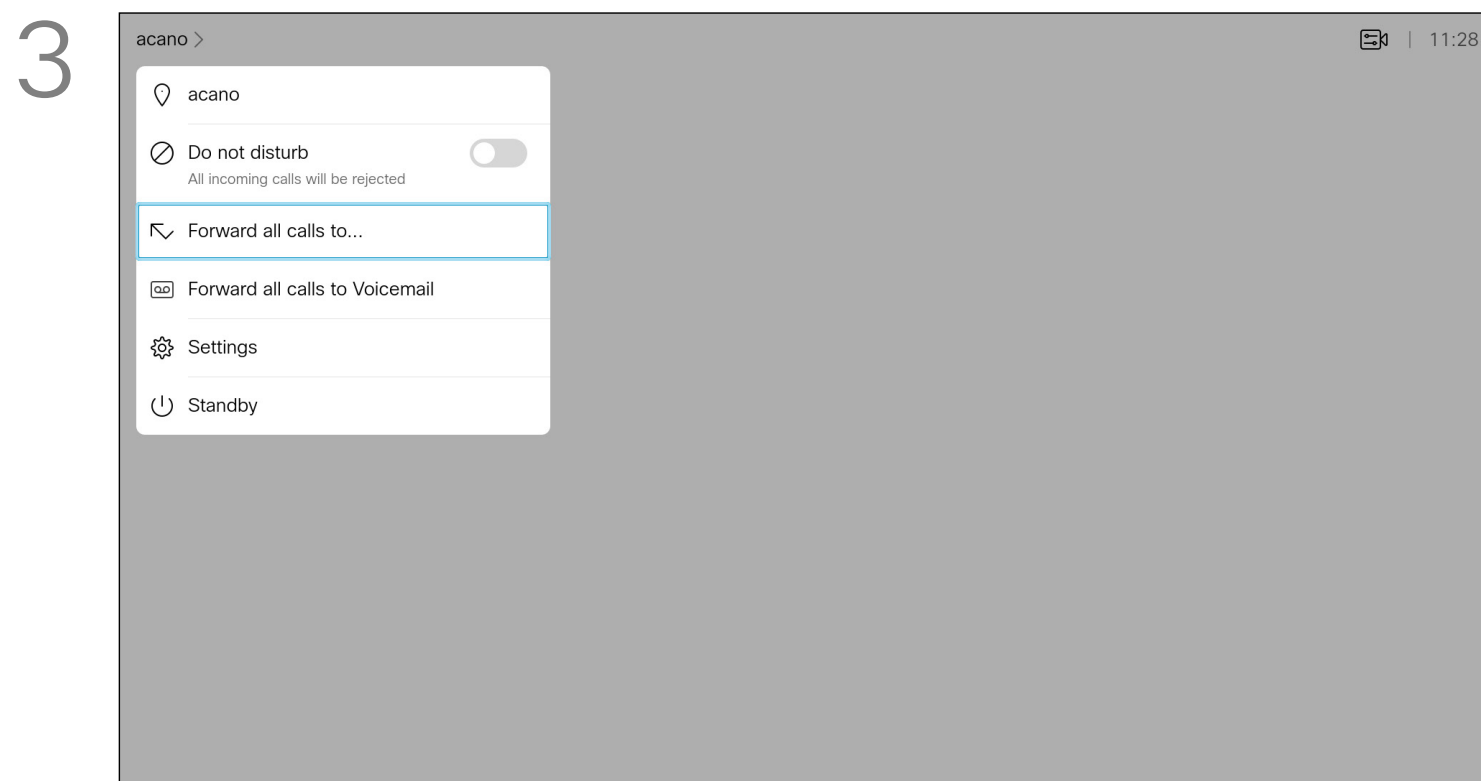 3
acano
11:28
acano
Do not disturb
All incoming calls will be rejected
Forward all calls to...
Forward all calls to Voicemail
Settings
Standby